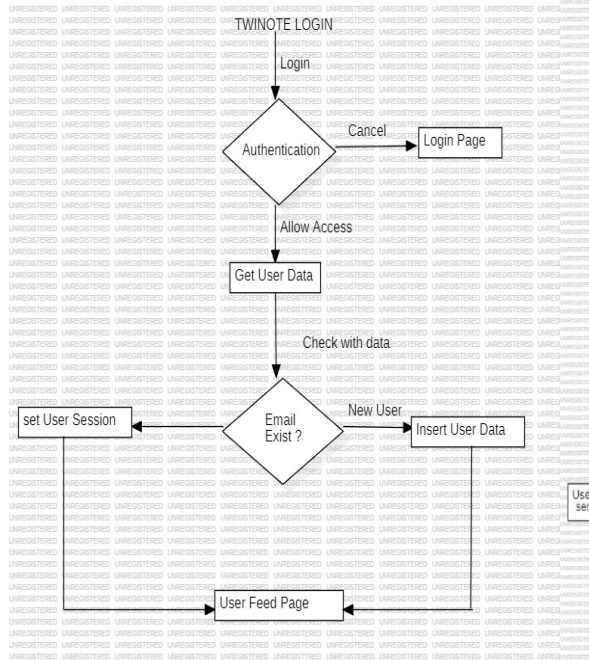 TWINOTE LOGIN
Login
Authentication
Cancel
Login Page
Allow Access
Get User Data
Check with data
Email
Exist ?
set User Session
New User
Insert User Data
User Feed Page
UNREGISTERED